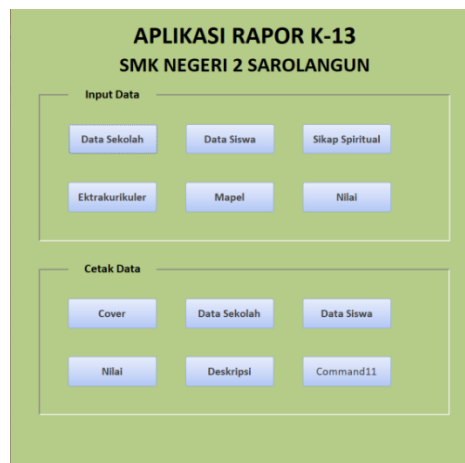 APLIKASI RAPOR K-13
SMK NEGERI 2 SAROLANGUN
Input Data
Data Sekolah Data Siswa Sikap Spiritual
Ektrakurikuler Mapel Nilai
Cetak Data
Cover Data Sekolah Data Siswa
Nilai Deskripsi Command11